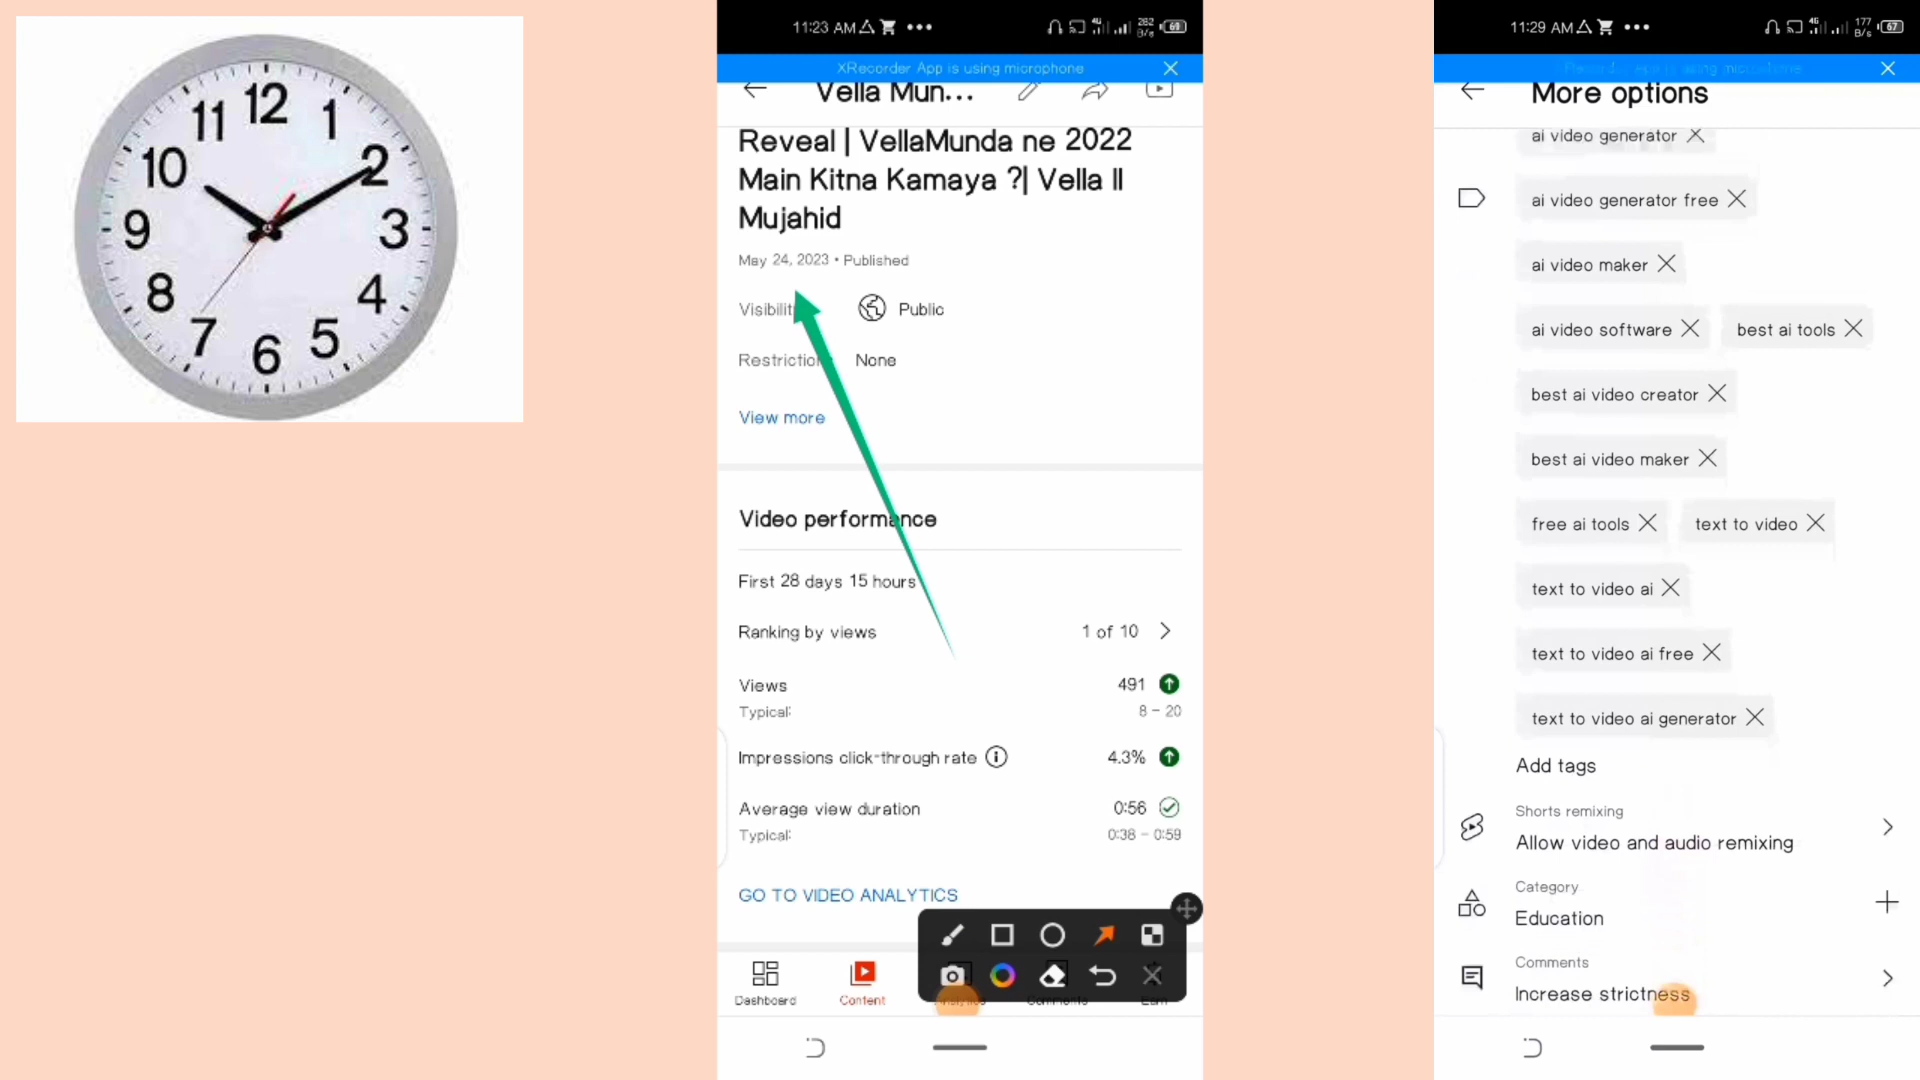 12
1
2
3
4
5
6
7
8
9
10
11
11:23 AM
282
B/s
69
XRecorder App is using microphone
Vella Mun...
Reveal | VellaMunda ne 2022
Main Kitna Kamaya ?| Vella ll
Mujahid
May 24, 2023 • Published
Public
None
View more
Video performance
First 28 days 15 hours
Ranking by views
1 of 10
Views
491
Typical:
8 – 20
Impressions click-through rate
4.3%
Average view duration
0:56
Typical:
0:38 – 0:59
GO TO VIDEO ANALYTICS
Dashboard
Content
11:29 AM
4G
177
B/s
67
More options
ai video generator
ai video generator free
ai video maker
ai video software
best ai tools
best ai video creator
best ai video maker
free ai tools
text to video
text to video ai
text to video ai free
text to video ai generator
Add tags
Shorts remixing
Allow video and audio remixing
Category
Education
Comments
Increase strictness